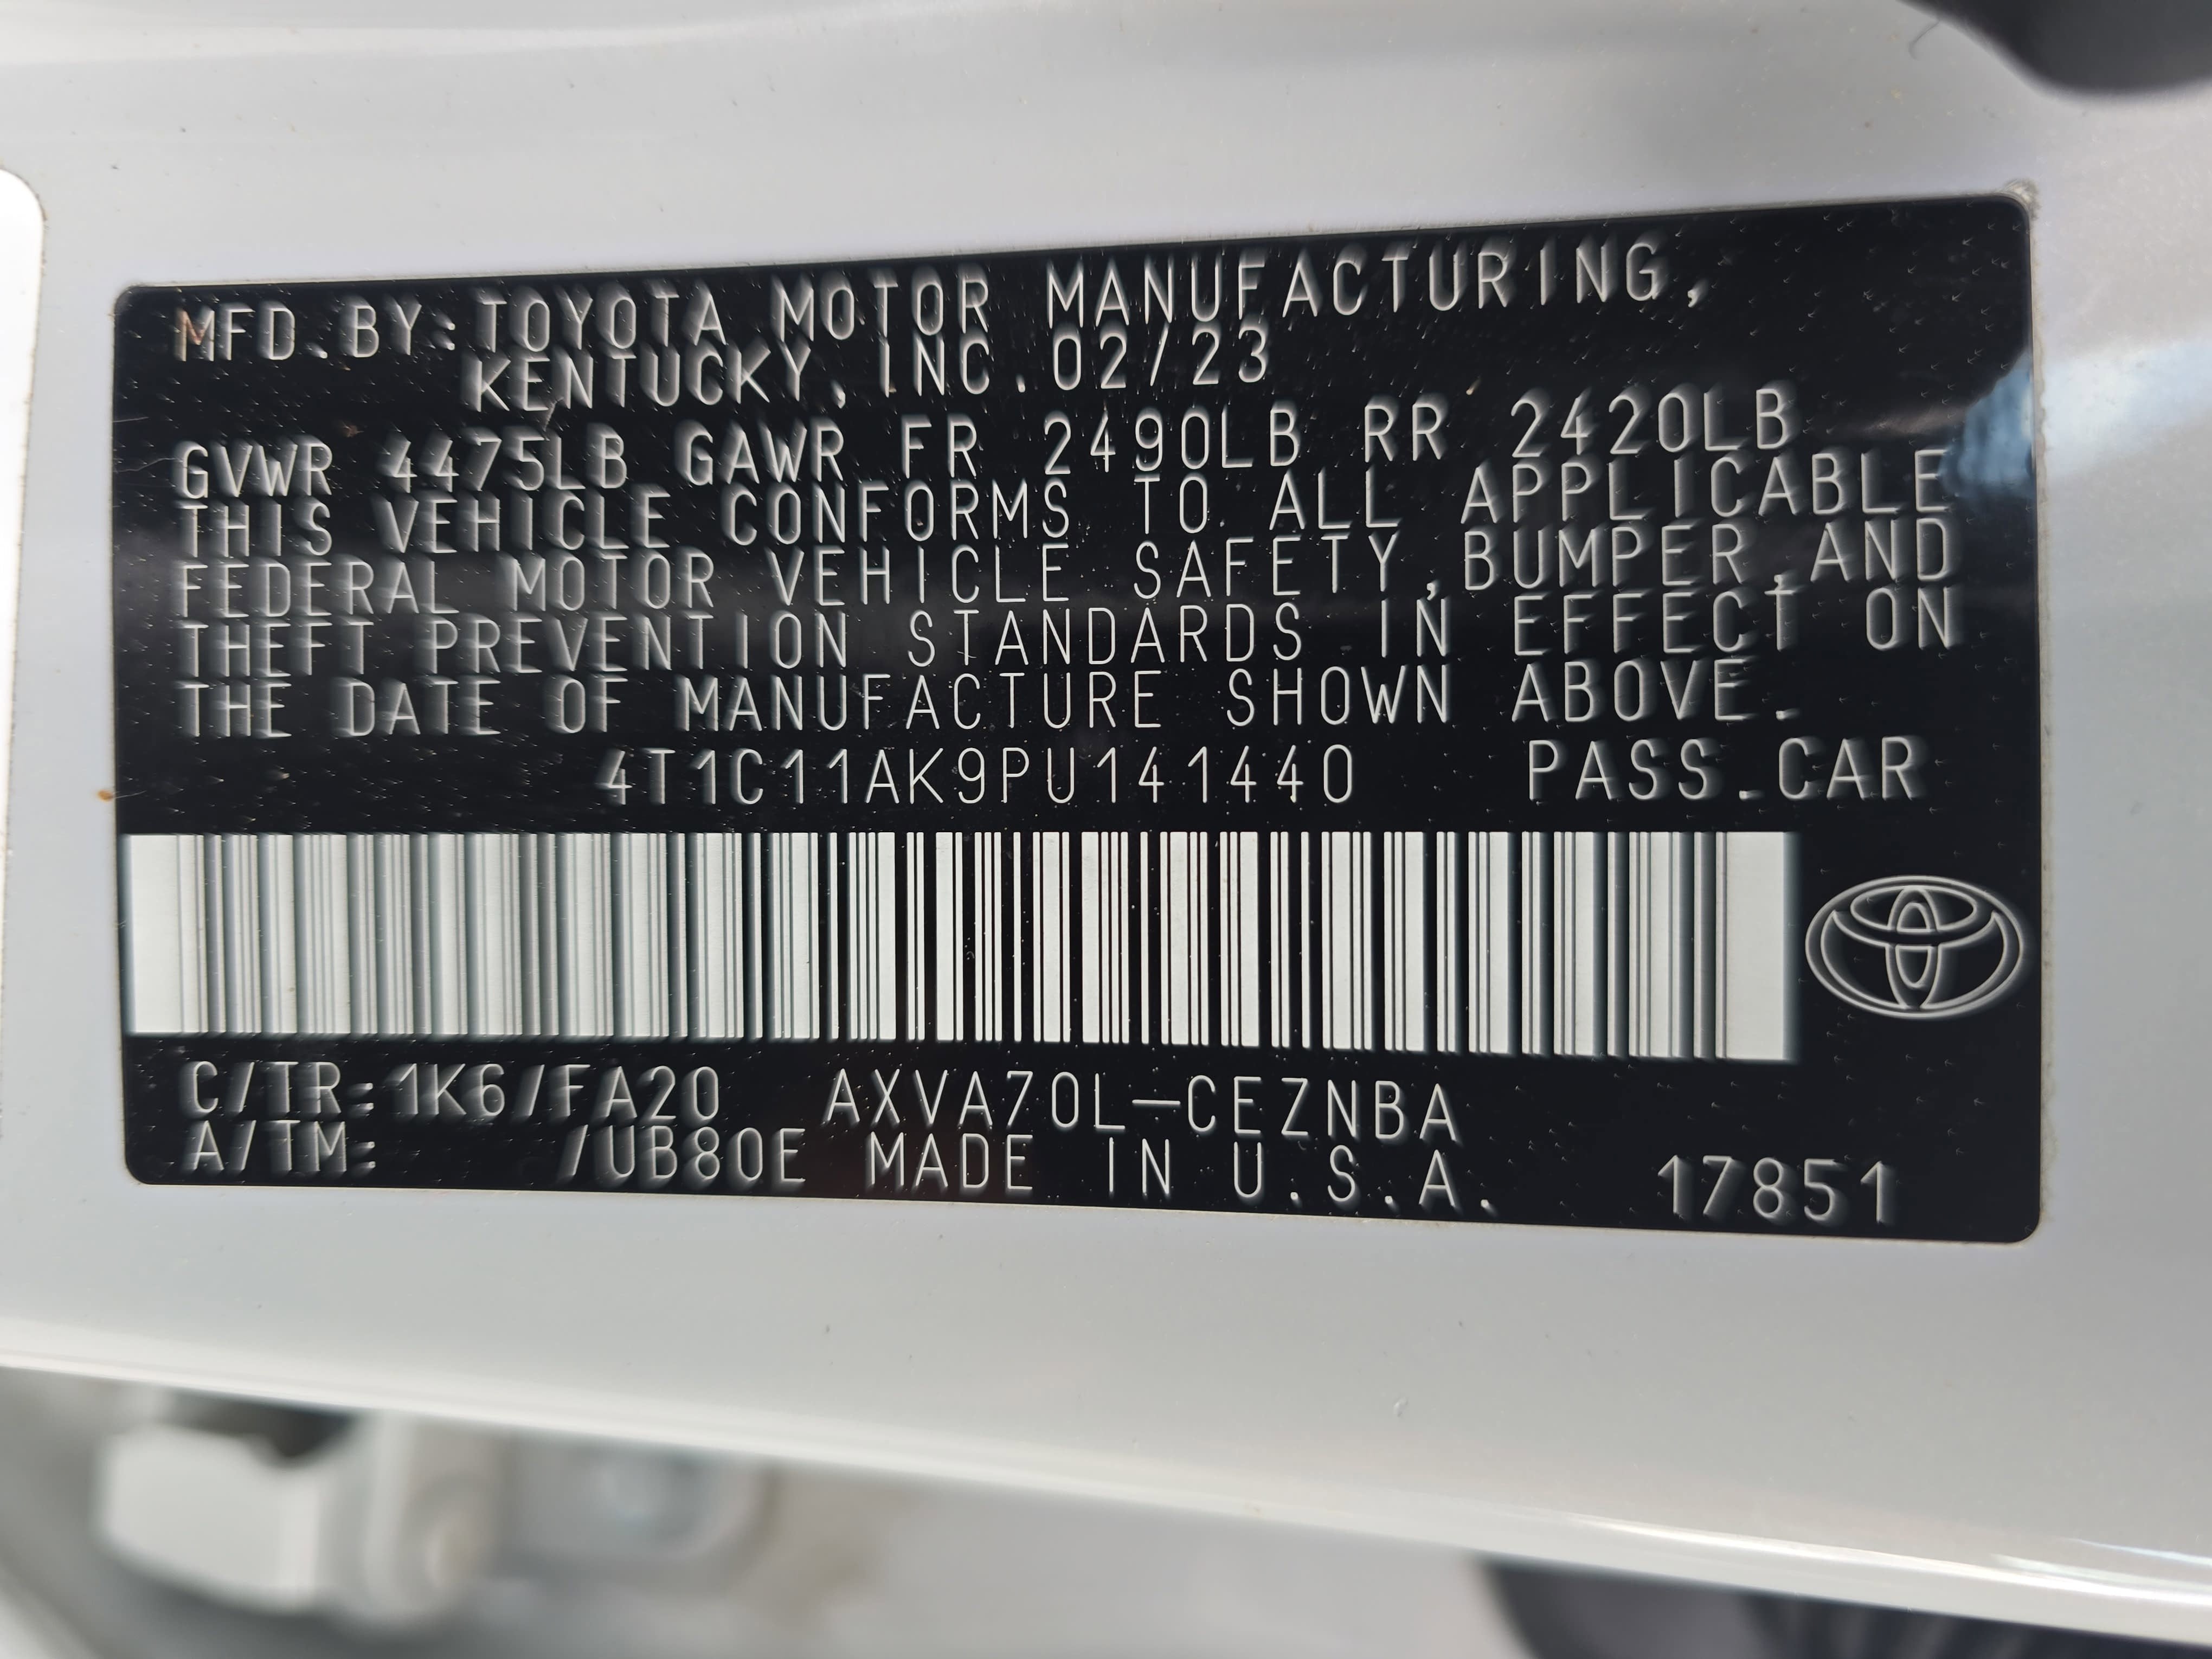 MFD.BY:TOYOTA MOTOR MANUFACTURING,
KENTUCKY, INC.02/23
GVWR 4475LB GAWR FR 2490LB RR 2420LB
THIS VEHICLE CONFORMS TO ALL APPLICABLE
FEDERAL MOTOR VEHICLE SAFETY,BUMPER,AND
THEFT PREVENTION STANDARDS IN EFFECT ON
THE DATE OF MANUFACTURE SHOWN ABOVE.
4T1C11AK9PU141440 PASS.CAR
C/TR:1K6/FA20 AXVA70L-CEZNBA
A/TM: /UB80E MADE IN U.S.A. 17851